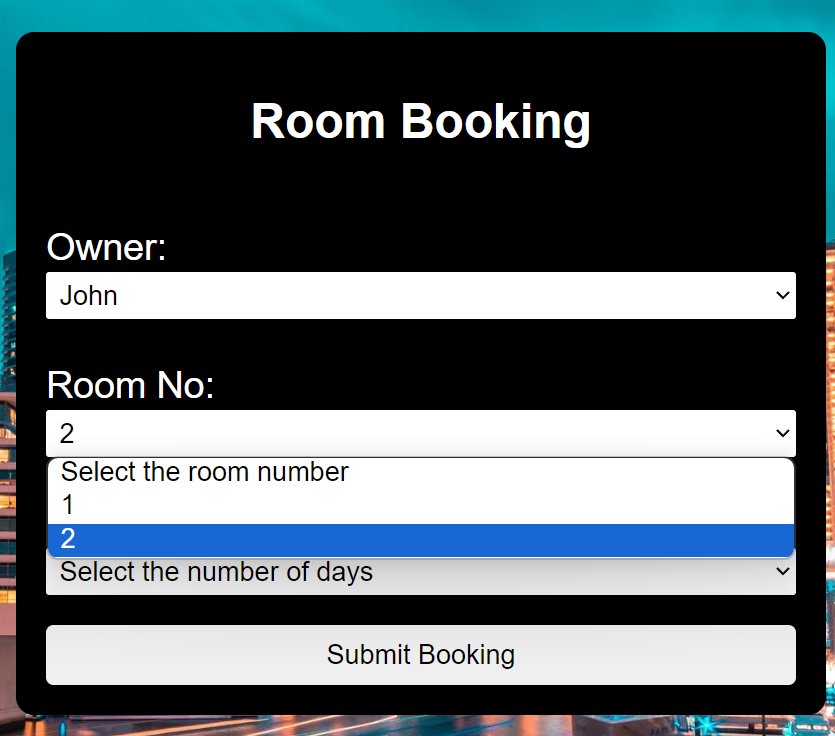 Room Booking
Owner:
John
Room No:
2
Select the room number
1
2
Select the number of days
Submit Booking